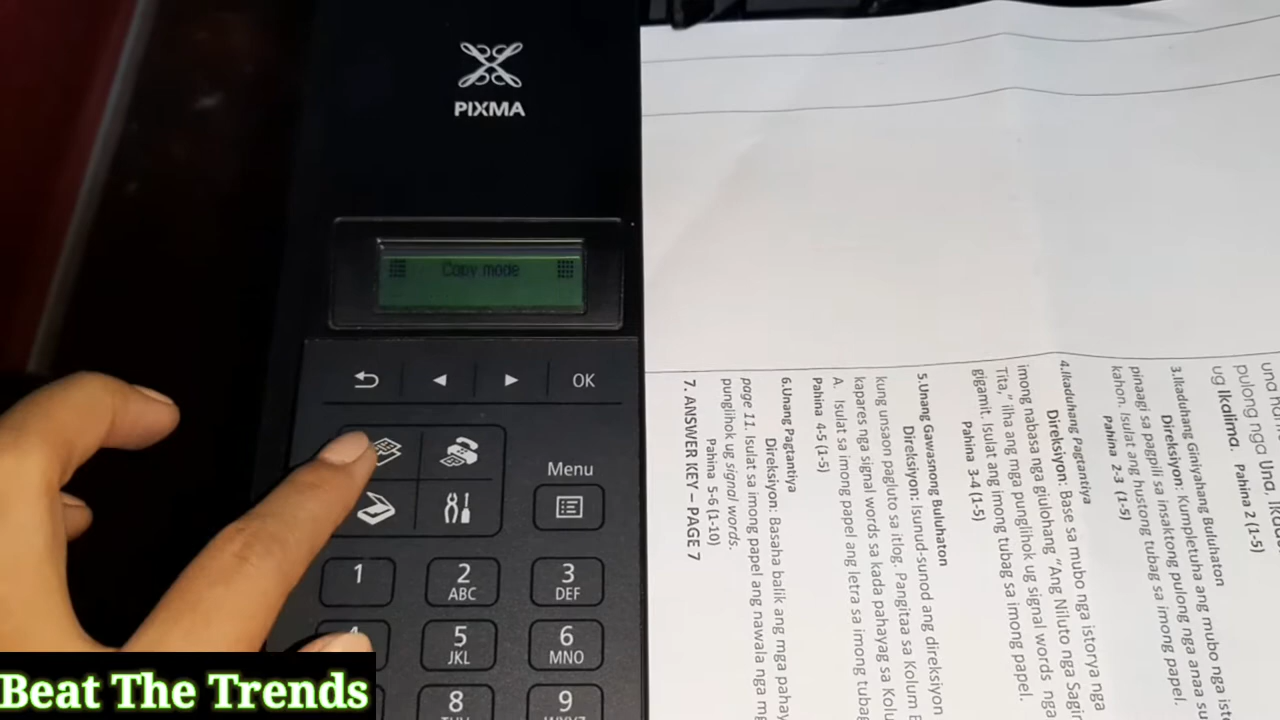 PIXMA
Copy mode
OK
Menu
1
2
ABC
3
DEF
4
5
JKL
6
MNO
8
9
una
pulong nga Una,
ug Ikalima. Pahina 2 (1-5)
3.Ikaduhang Giniyahang Buluhaton
Direksiyon: Kumpletuha ang mubo nga
pinaagi sa pagpili sa insaktong pulong nga anaa
kahon. Isulat ang hustong tubag sa imong papel.
Pahina 2-3 (1-5)
4.Ikaduhang Pagtantiya
Direksiyon: Base sa mubo nga istorya nga
imong nabasa nga giulohang "Ang Niluto nga
Tita," ilha ang mga punglihok ug signal words nga
gigamit. Isulat ang imong tubag sa imong papel.
Pahina 3-4 (1-5)
5.Unang Gawasnong Buluhaton
Direksiyon: Isunud-sunod ang direksiyon
kung unsaon pagluto sa itlog. Pangitaa sa Kolum
kapares nga signal words sa kada pahayag sa
A. Isulat sa imong papel ang letra sa imong
Pahina 4-5 (1-5)
6.Unang Pagtantiya
Direksiyon: Basaha balik ang mga
page 11. Isulat sa imong papel ang nawala nga
punglihok ug signal words.
Pahina 5-6 (1-10)
7. ANSWER KEY – PAGE 7
Beat The Trends